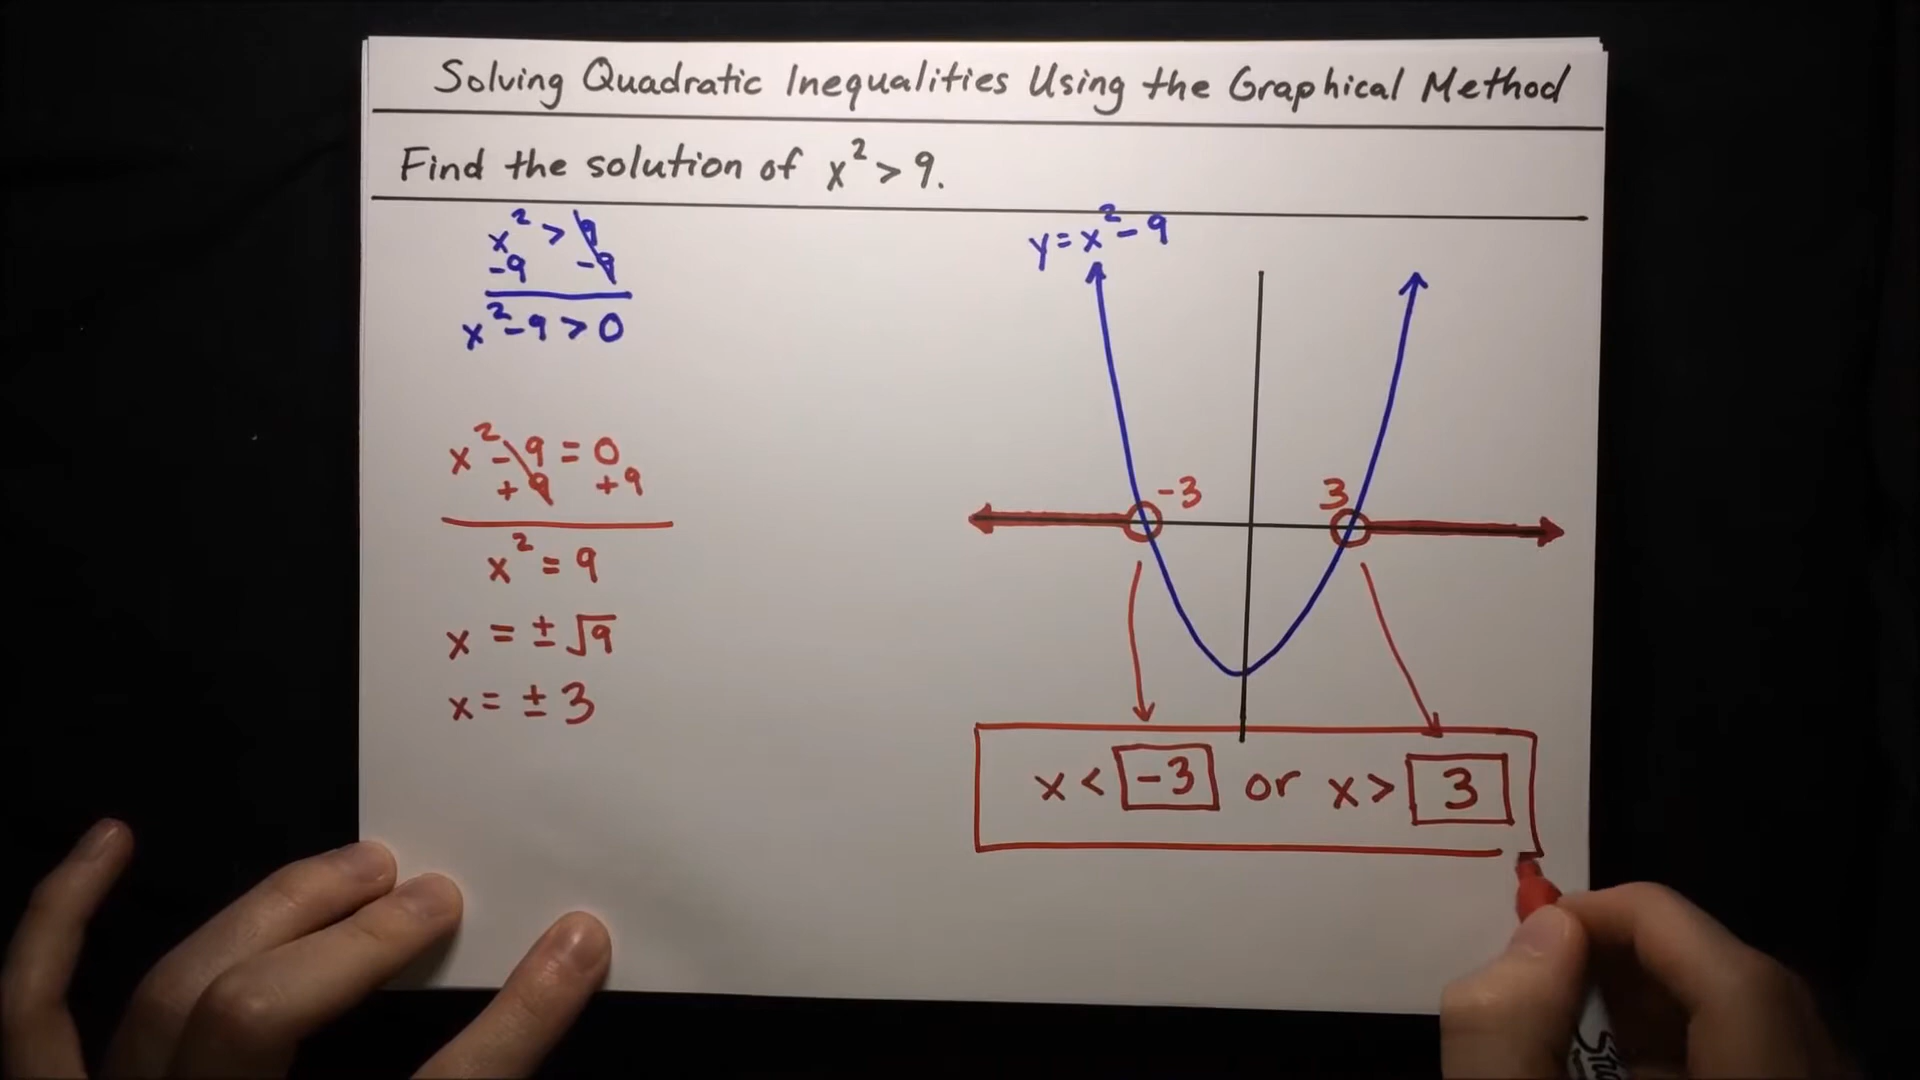 Solving Quadratic Inequalities Using the Graphical Method
Find the solution of x² > 9.
x² > 9
-9 -9
x² - 9 > 0
x² - 9 = 0
+ 9 + 9
x² = 9
x = ± √9
x = ± 3
y = x² - 9
-3 3
x < -3 or x > 3